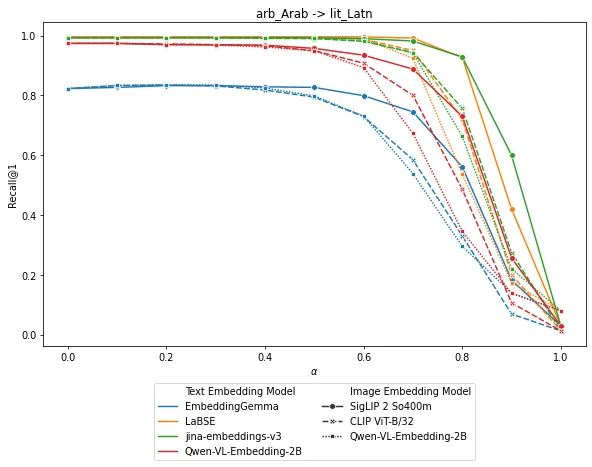 arb_Arab -> lit_Latn
Recall@1
1.0
0.8
0.6
0.4
0.2
0.0
0.0 0.2 0.4 0.6 0.8 1.0
α
Text Embedding Model
EmbeddingGemma
LaBSE
jina-embeddings-v3
Qwen-VL-Embedding-2B
Image Embedding Model
SigLIP 2 So400m
CLIP ViT-B/32
Qwen-VL-Embedding-2B